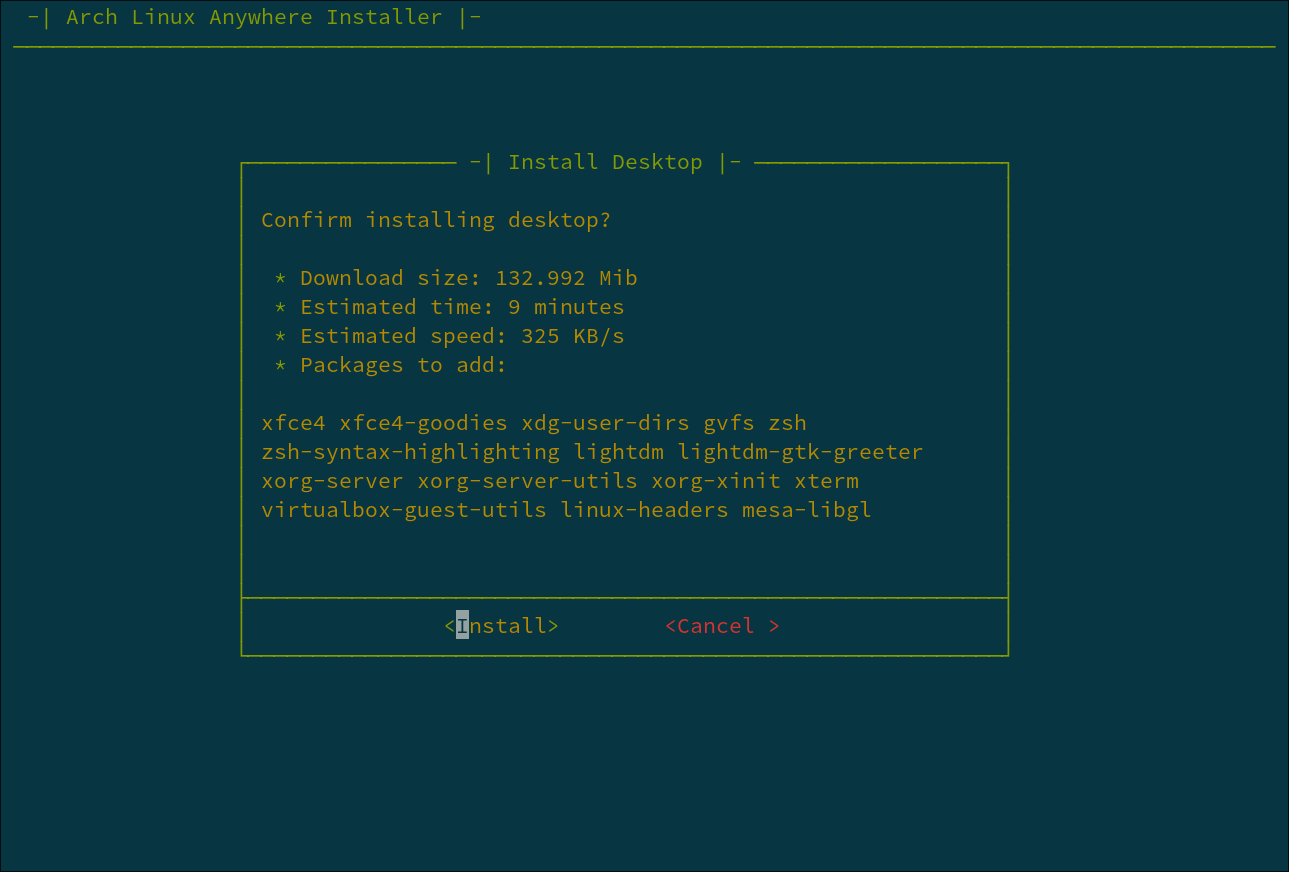 -| Arch Linux Anywhere Installer |-
-| Install Desktop |-
Confirm installing desktop?
* Download size: 132.992 Mib
* Estimated time: 9 minutes
* Estimated speed: 325 KB/s
* Packages to add:
xfce4 xfce4-goodies xdg-user-dirs gvfs zsh
zsh-syntax-highlighting lightdm lightdm-gtk-greeter
xorg-server xorg-server-utils xorg-xinit xterm
virtualbox-guest-utils linux-headers mesa-libgl
<Install> <Cancel >